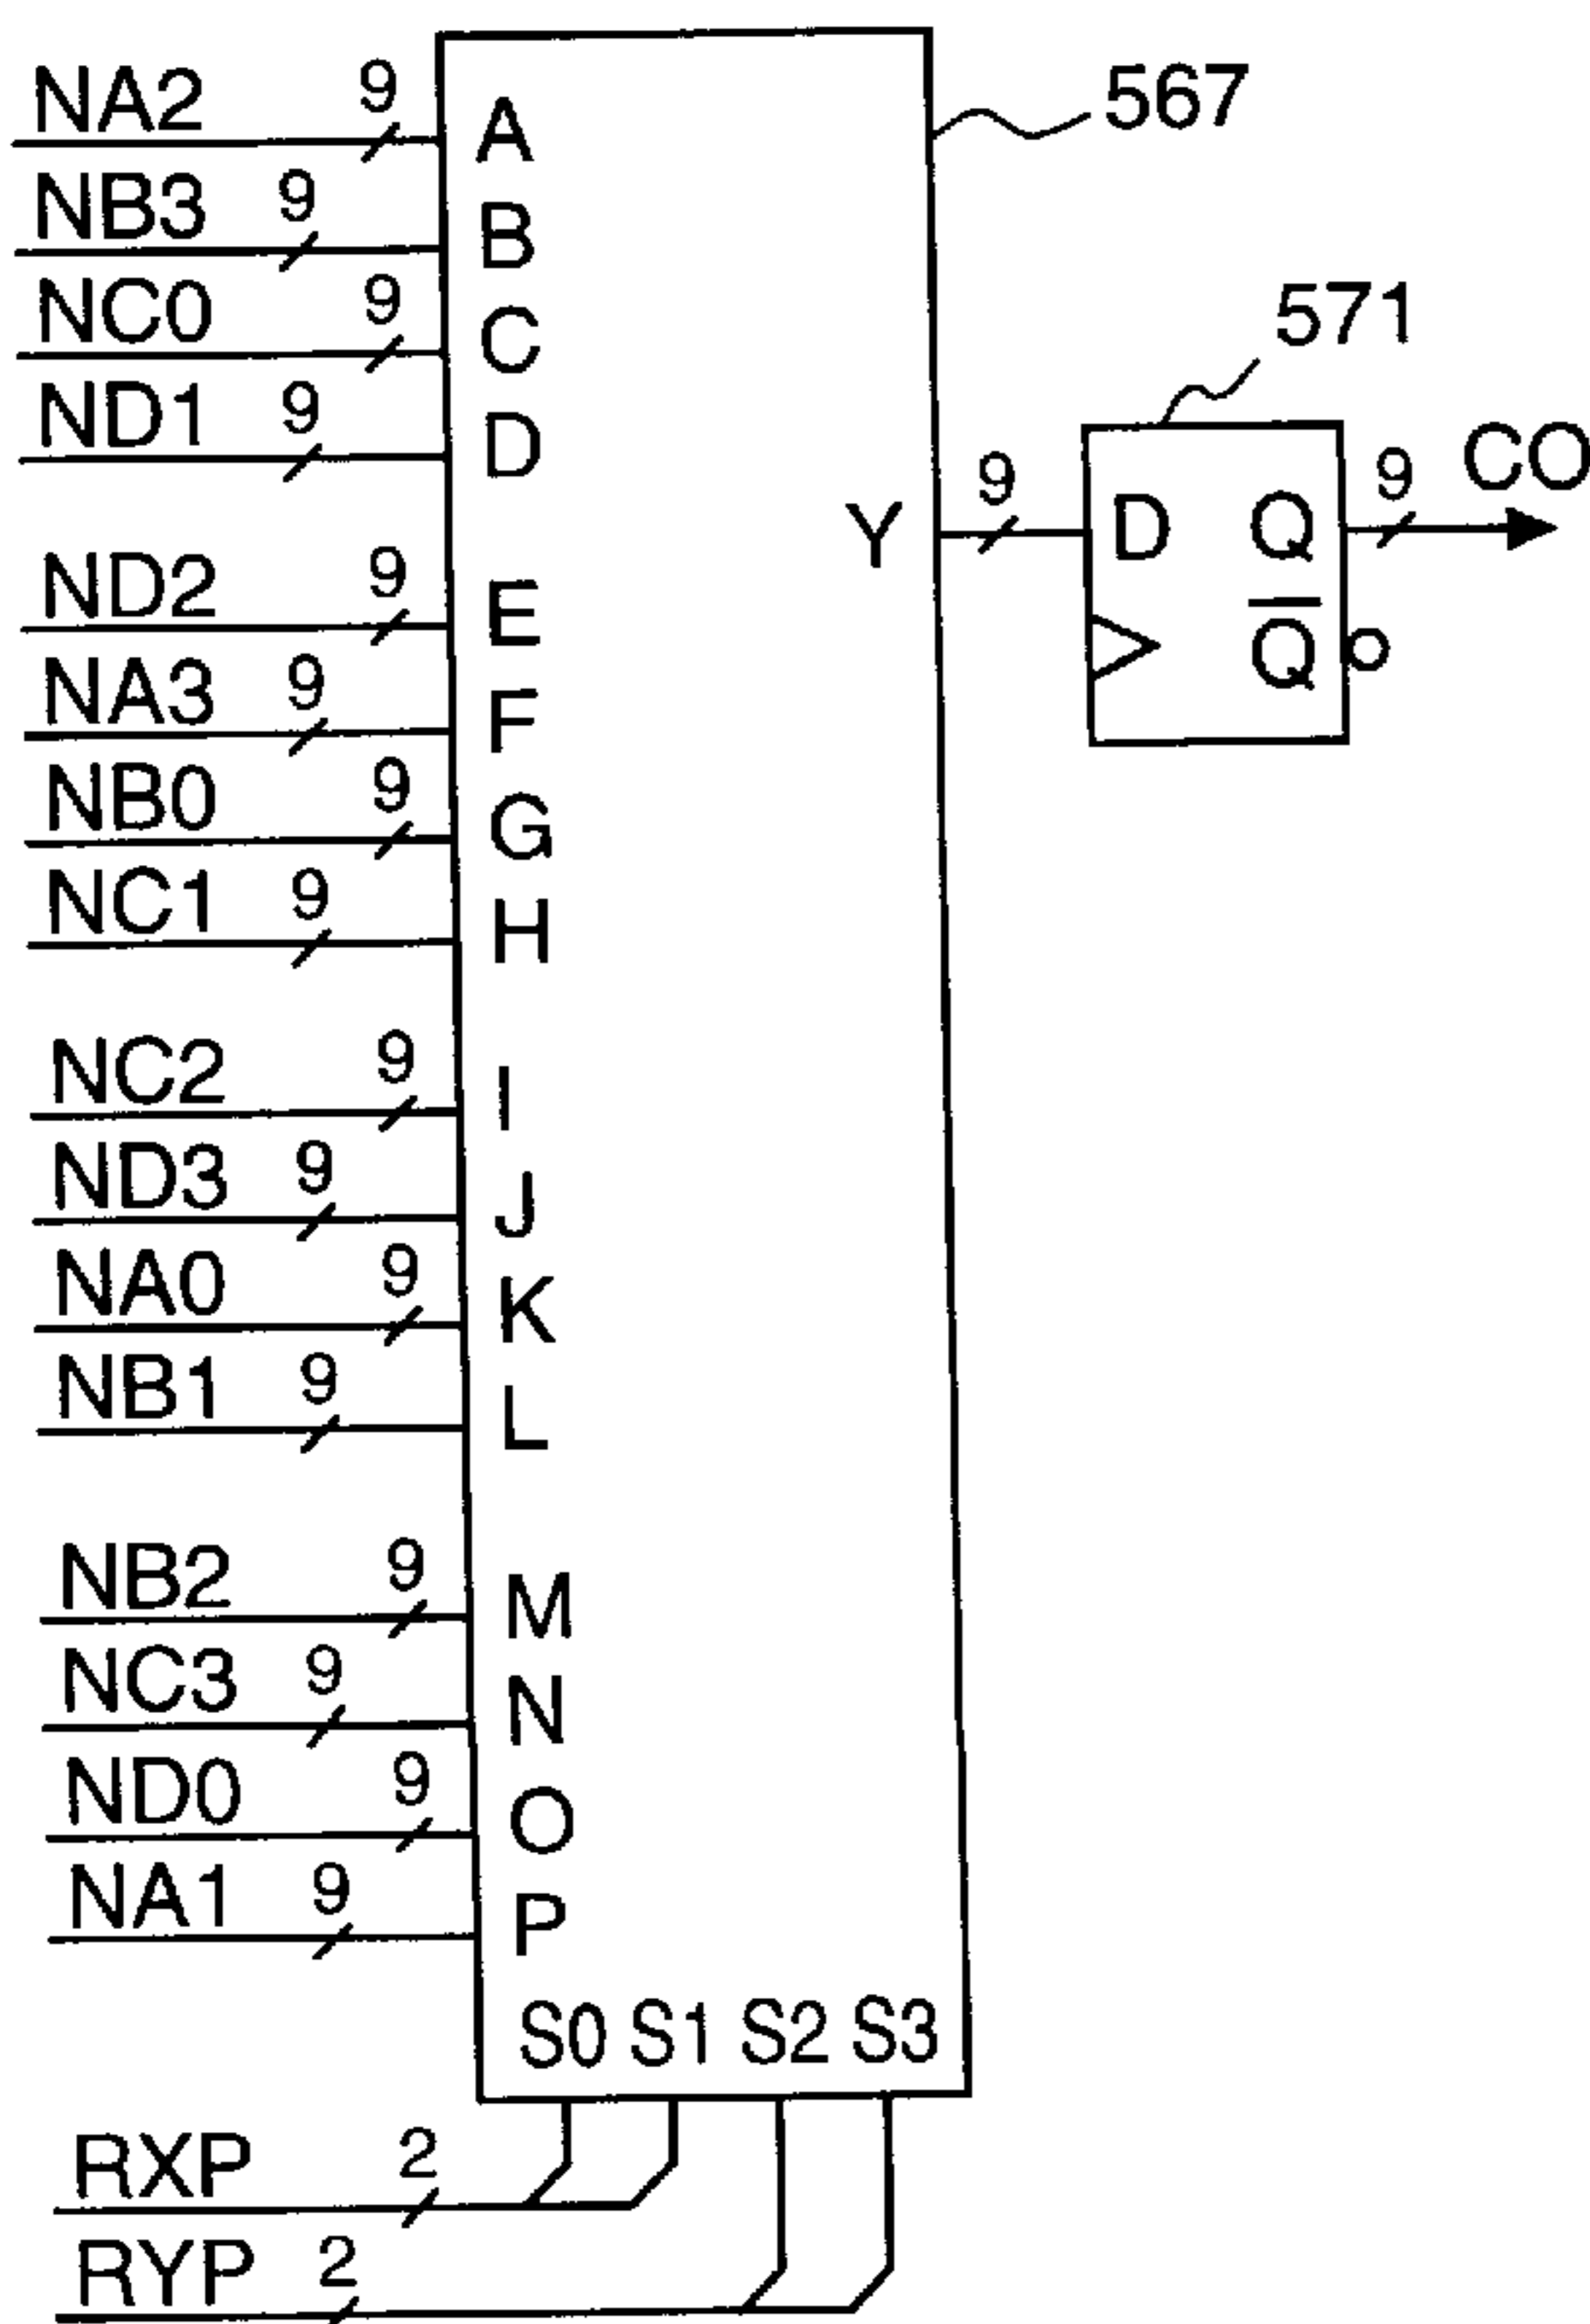 NA2 9 A 567
NB3 9 B
NC0 9 C 571
ND1 9 D
Y 9 D Q 9 CO
ND2 9 E Q
NA3 9 F
NB0 9 G
NC1 9 H
NC2 9 I
ND3 9 J
NA0 9 K
NB1 9 L
NB2 9 M
NC3 9 N
ND0 9 O
NA1 9 P
S0 S1 S2 S3
RXP 2
RYP 2